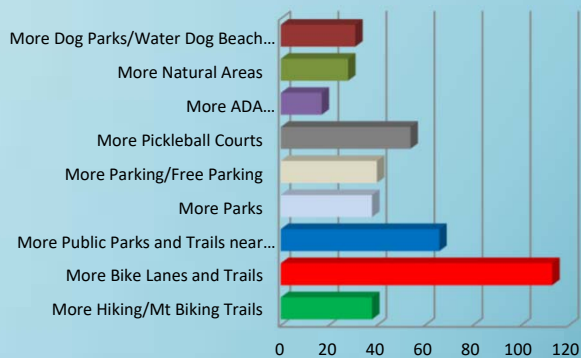 More Dog Parks/Water Dog Beach...
More Natural Areas
More ADA...
More Pickleball Courts
More Parking/Free Parking
More Parks
More Public Parks and Trails near...
More Bike Lanes and Trails
More Hiking/Mt Biking Trails
0 20 40 60 80 100 120